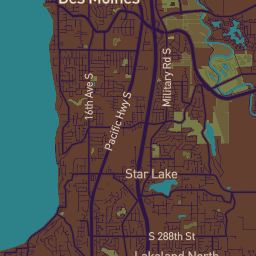 Des Moines
Military Rd S
16th Ave S
Pacific Hwy S
Star Lake
S 288th St
Lakeland North